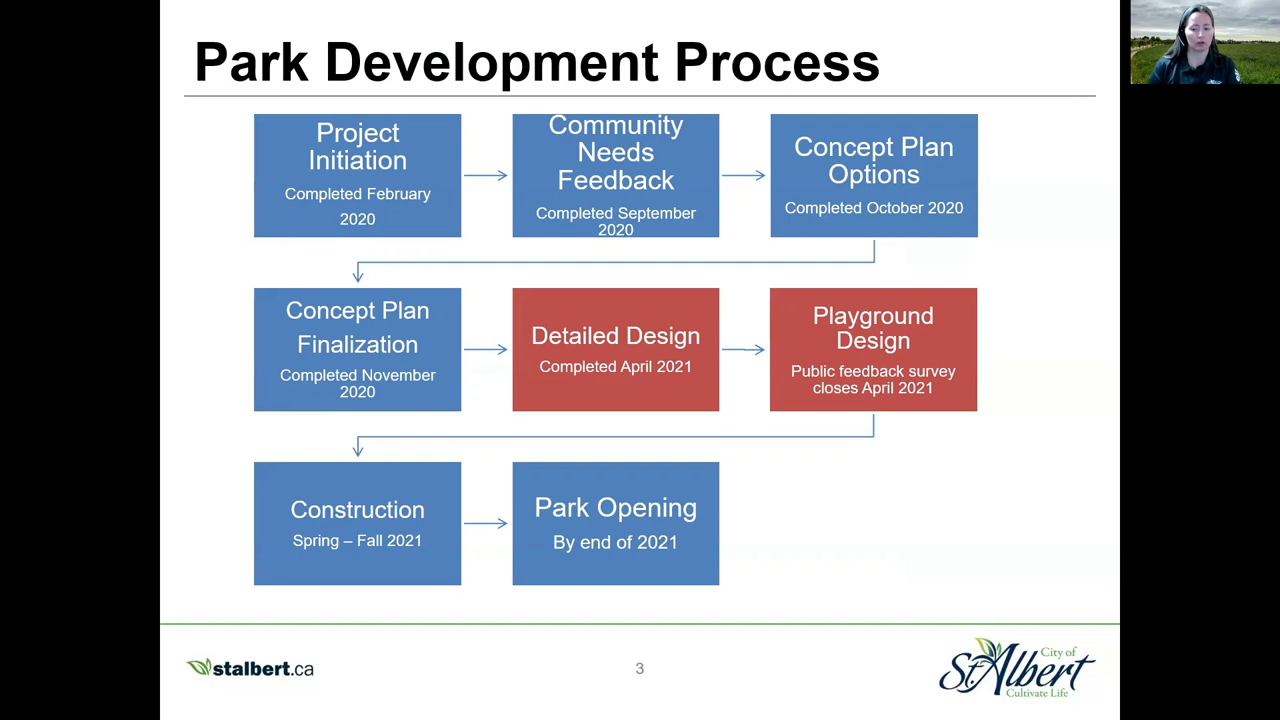 Park Development Process
Project
Initiation
Completed February
2020
Community
Needs
Feedback
Completed September
2020
Concept Plan
Options
Completed October 2020
Concept Plan
Finalization
Completed November
2020
Detailed Design
Completed April 2021
Playground
Design
Public feedback survey
closes April 2021
Construction
Spring – Fall 2021
Park Opening
By end of 2021
stalbert.ca
3
City of
St. Albert
Cultivate Life